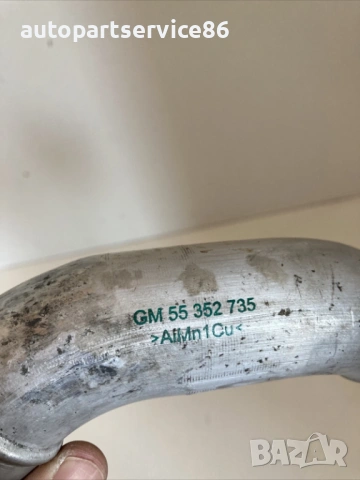 autopartservice86
GM 55 352 735
>AlMn1Cu<
BAZAR